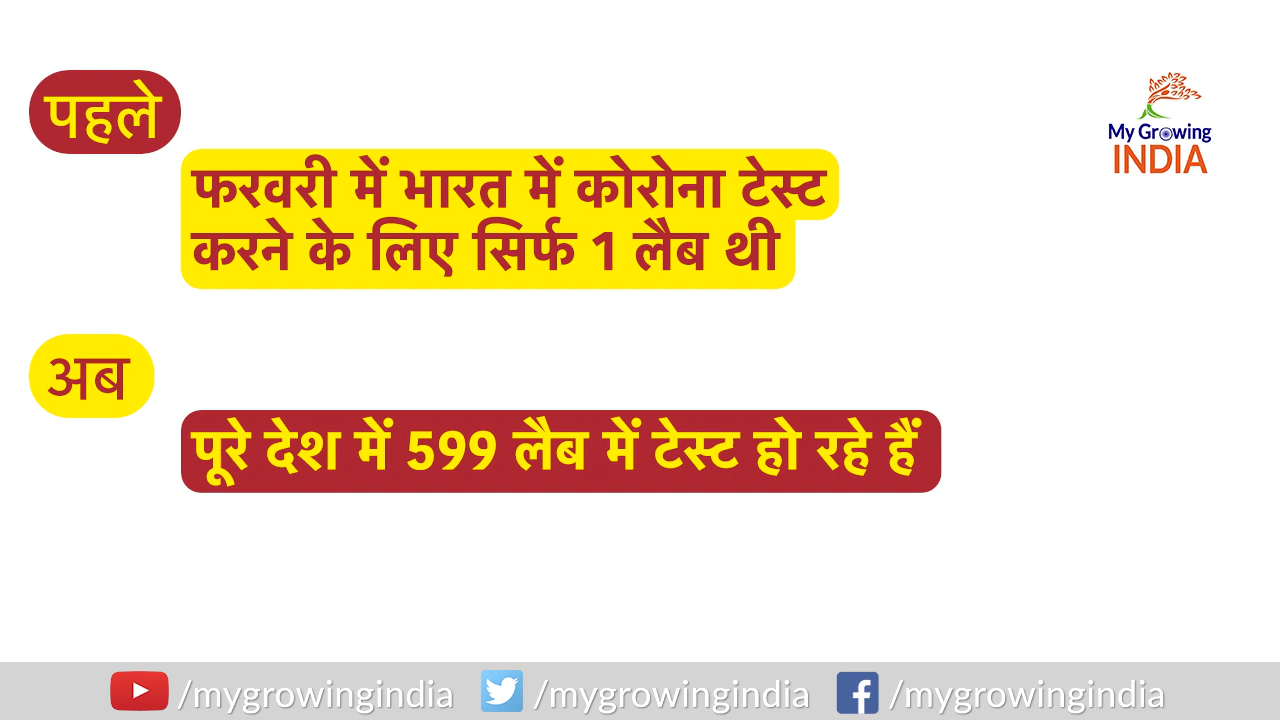 पहले
My Growing
INDIA
फरवरी में भारत में कोरोना टेस्ट
करने के लिए सिर्फ 1 लैब थी
अब
पूरे देश में 599 लैब में टेस्ट हो रहे हैं
/mygrowingindia /mygrowingindia /mygrowingindia